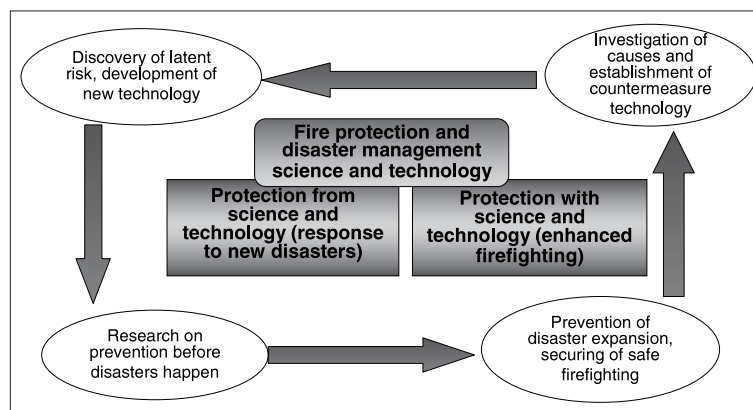 Discovery of latent
risk, development of
new technology
Investigation of
causes and
establishment of
countermeasure
technology
Fire protection and
disaster management
science and technology
Protection from
science and
technology (response
to new disasters)
Protection with
science and
technology (enhanced
firefighting)
Research on
prevention before
disasters happen
Prevention of
disaster expansion,
securing of safe
firefighting